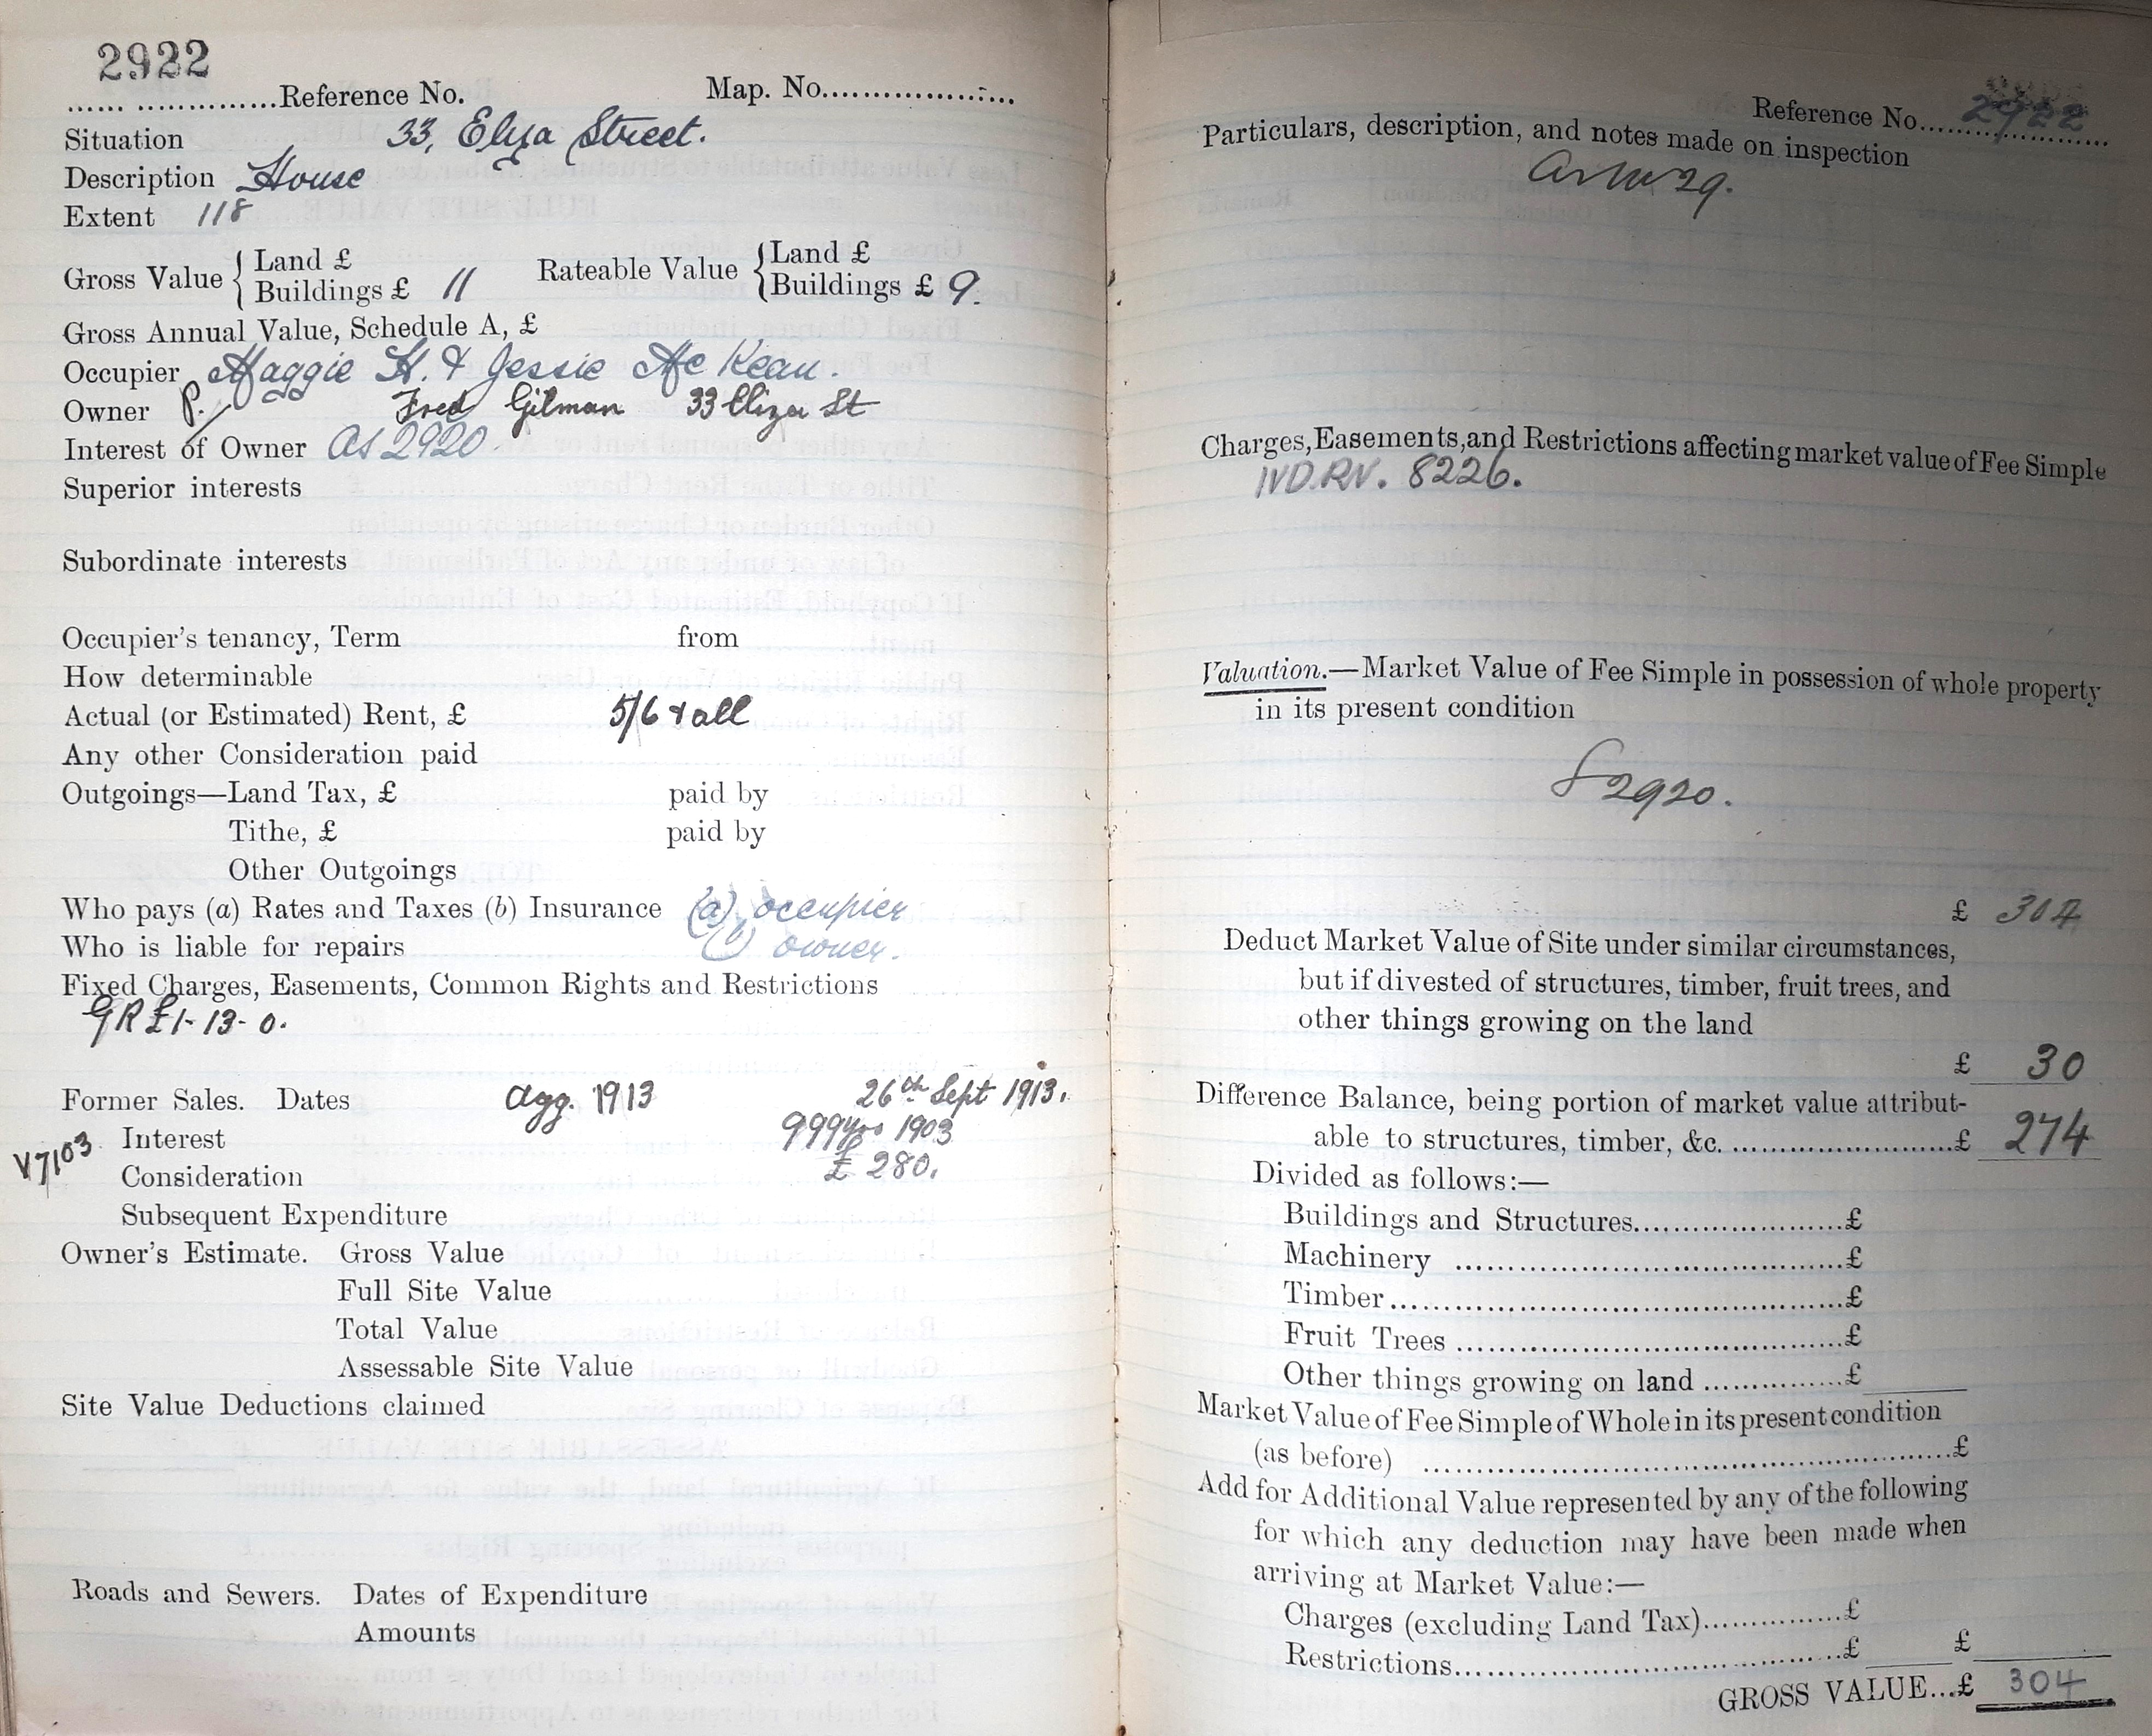 2922
...... ..............Reference No. Map. No...................
Situation 33, Elyza Street.
Description House
Extent 118
Gross Value { Land £
Buildings £ 11
Rateable Value { Land £
Buildings £ 9.
Gross Annual Value, Schedule A, £
Occupier Maggie H. & Jessie Mc Kean.
Owner P./ Fred Gilman 33 Eliza St
Interest of Owner As 2920
Superior interests
Subordinate interests
Occupier's tenancy, Term from
How determinable
Actual (or Estimated) Rent, £ 5/6 & all
Any other Consideration paid
Outgoings—Land Tax, £ paid by
Tithe, £ paid by
Other Outgoings
Who pays (a) Rates and Taxes (b) Insurance (a) occupier
Who is liable for repairs (b) owner.
Fixed Charges, Easements, Common Rights and Restrictions
GR £1-13-0.
Former Sales. Dates agg. 1913 26th Sept 1913.
V7103 Interest 999yrs 1903
Consideration £280.
Subsequent Expenditure
Owner's Estimate. Gross Value
Full Site Value
Total Value
Assessable Site Value
Site Value Deductions claimed
Roads and Sewers. Dates of Expenditure
Amounts
Reference No. 2922
Particulars, description, and notes made on inspection
Charges, Easements, and Restrictions affecting market value of Fee Simple
IVD.RN. 8226.
Valuation.—Market Value of Fee Simple in possession of whole property
in its present condition
2920.
£ 304
Deduct Market Value of Site under similar circumstances,
but if divested of structures, timber, fruit trees, and
other things growing on the land
£ 30
Difference Balance, being portion of market value attribut-
able to structures, timber, &c. ........................£ 274
Divided as follows:—
Buildings and Structures......................£
Machinery ......................................£
Timber............................................£
Fruit Trees ......................................£
Other things growing on land ..............£
Market Value of Fee Simple of Whole in its present condition
(as before) .....................................................£
Add for Additional Value represented by any of the following
for which any deduction may have been made when
arriving at Market Value:—
Charges (excluding Land Tax)..............£
Restrictions.......................................£ £
GROSS VALUE...£ 304